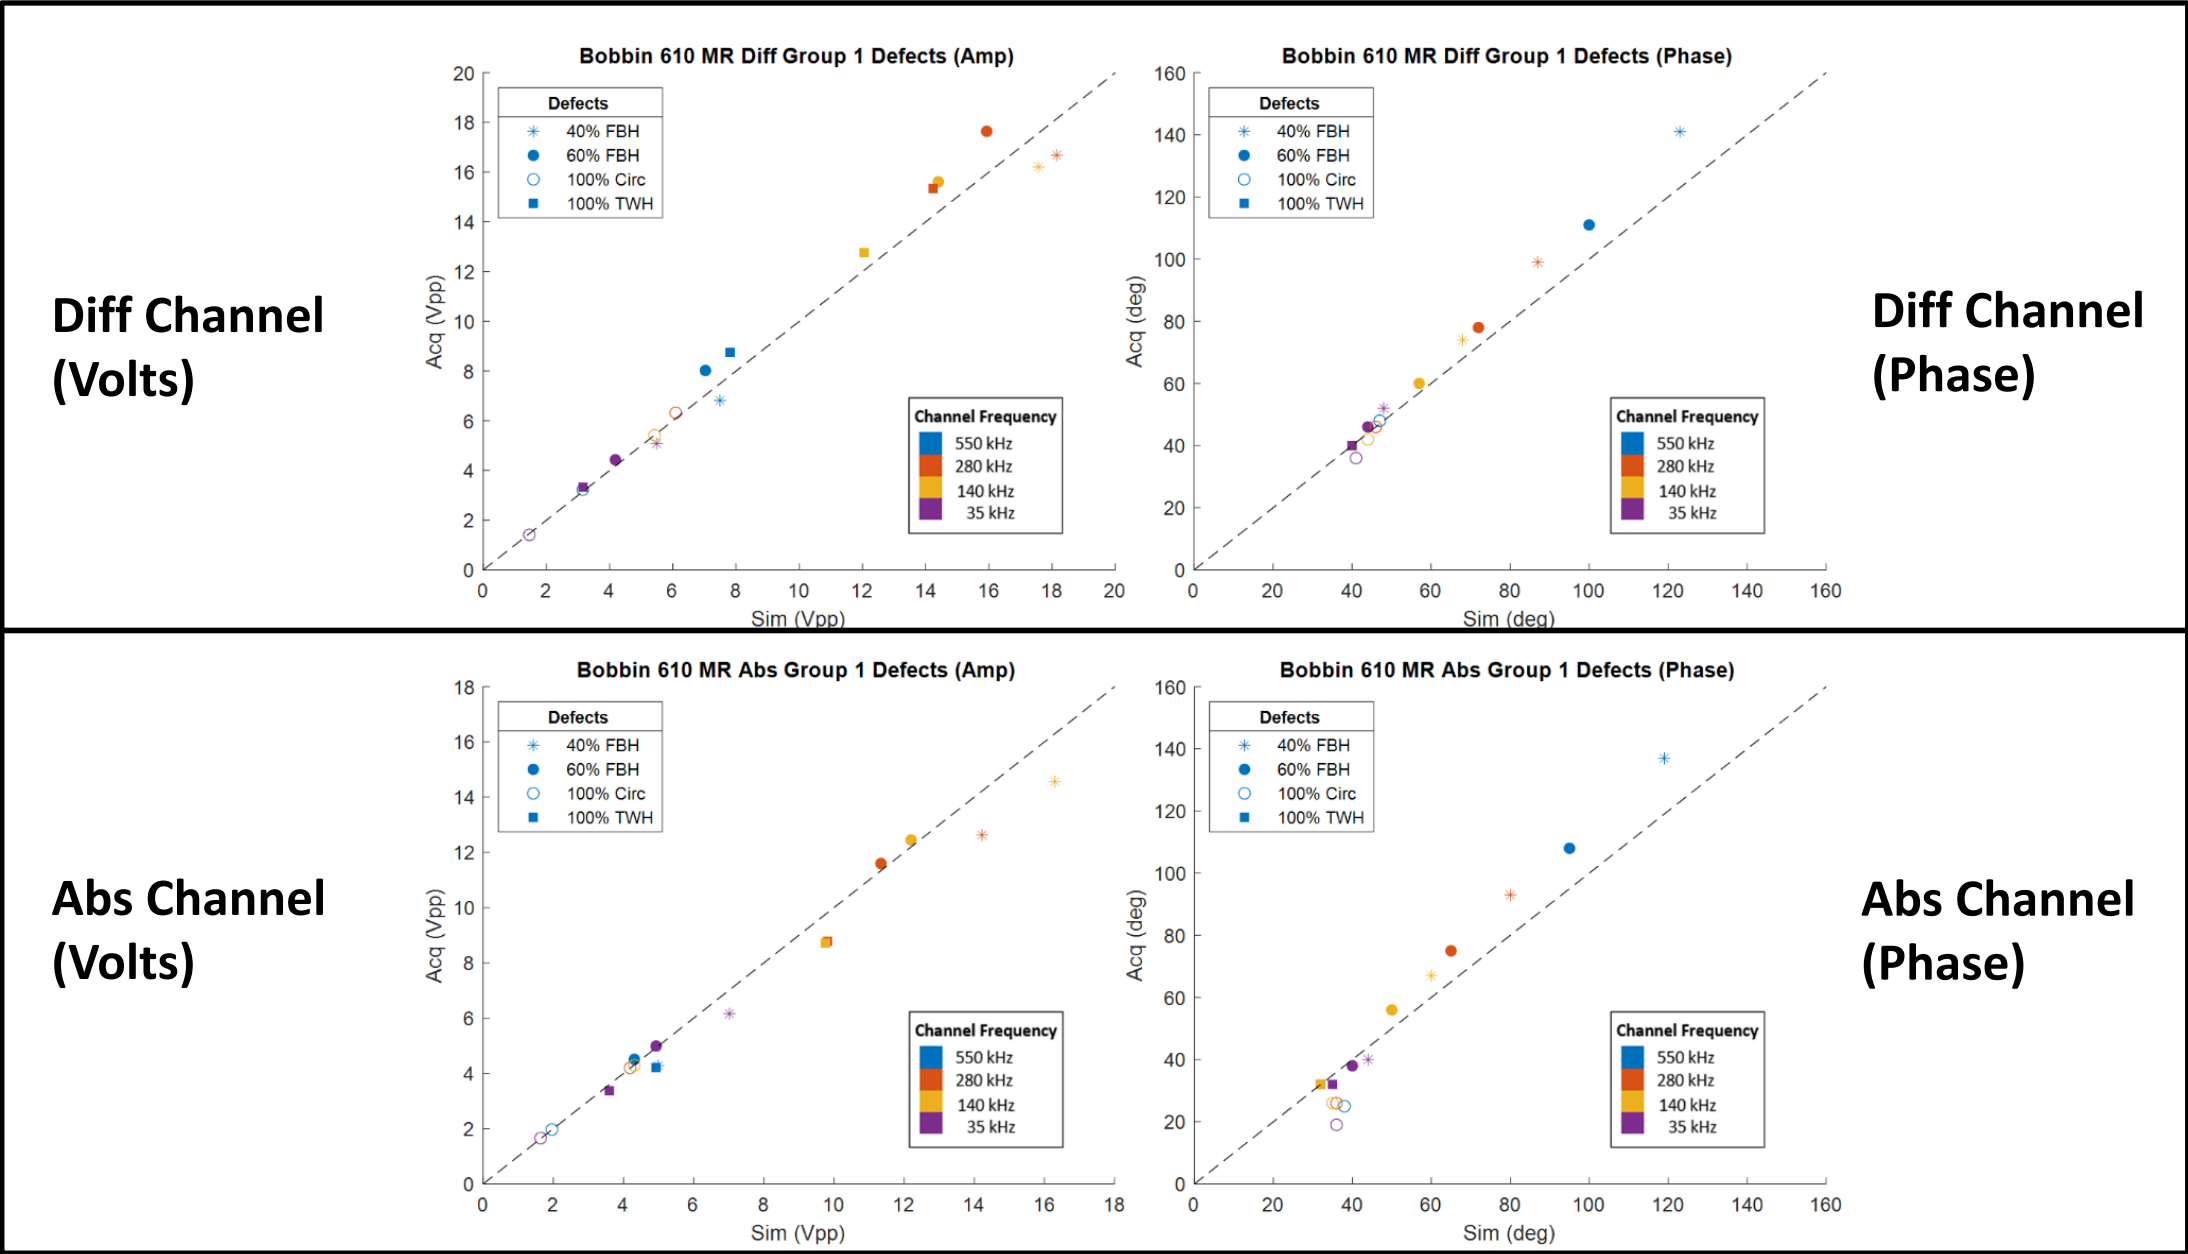 Diff Channel
(Volts)
Bobbin 610 MR Diff Group 1 Defects (Amp)
20
18
16
14
12
10
8
6
4
2
0
Acq (Vpp)
Defects
40% FBH
60% FBH
100% Circ
100% TWH
Channel Frequency
550 kHz
280 kHz
140 kHz
35 kHz
0 2 4 6 8 10 12 14 16 18 20
Sim (Vpp)
Bobbin 610 MR Diff Group 1 Defects (Phase)
160
140
120
100
80
60
40
20
0
Acq (deg)
Defects
40% FBH
60% FBH
100% Circ
100% TWH
Channel Frequency
550 kHz
280 kHz
140 kHz
35 kHz
0 20 40 60 80 100 120 140 160
Sim (deg)
Diff Channel
(Phase)
Abs Channel
(Volts)
Bobbin 610 MR Abs Group 1 Defects (Amp)
18
16
14
12
10
8
6
4
2
0
Acq (Vpp)
Defects
40% FBH
60% FBH
100% Circ
100% TWH
Channel Frequency
550 kHz
280 kHz
140 kHz
35 kHz
0 2 4 6 8 10 12 14 16 18
Sim (Vpp)
Bobbin 610 MR Abs Group 1 Defects (Phase)
160
140
120
100
80
60
40
20
0
Acq (deg)
Defects
40% FBH
60% FBH
100% Circ
100% TWH
Channel Frequency
550 kHz
280 kHz
140 kHz
35 kHz
0 20 40 60 80 100 120 140 160
Sim (deg)
Abs Channel
(Phase)